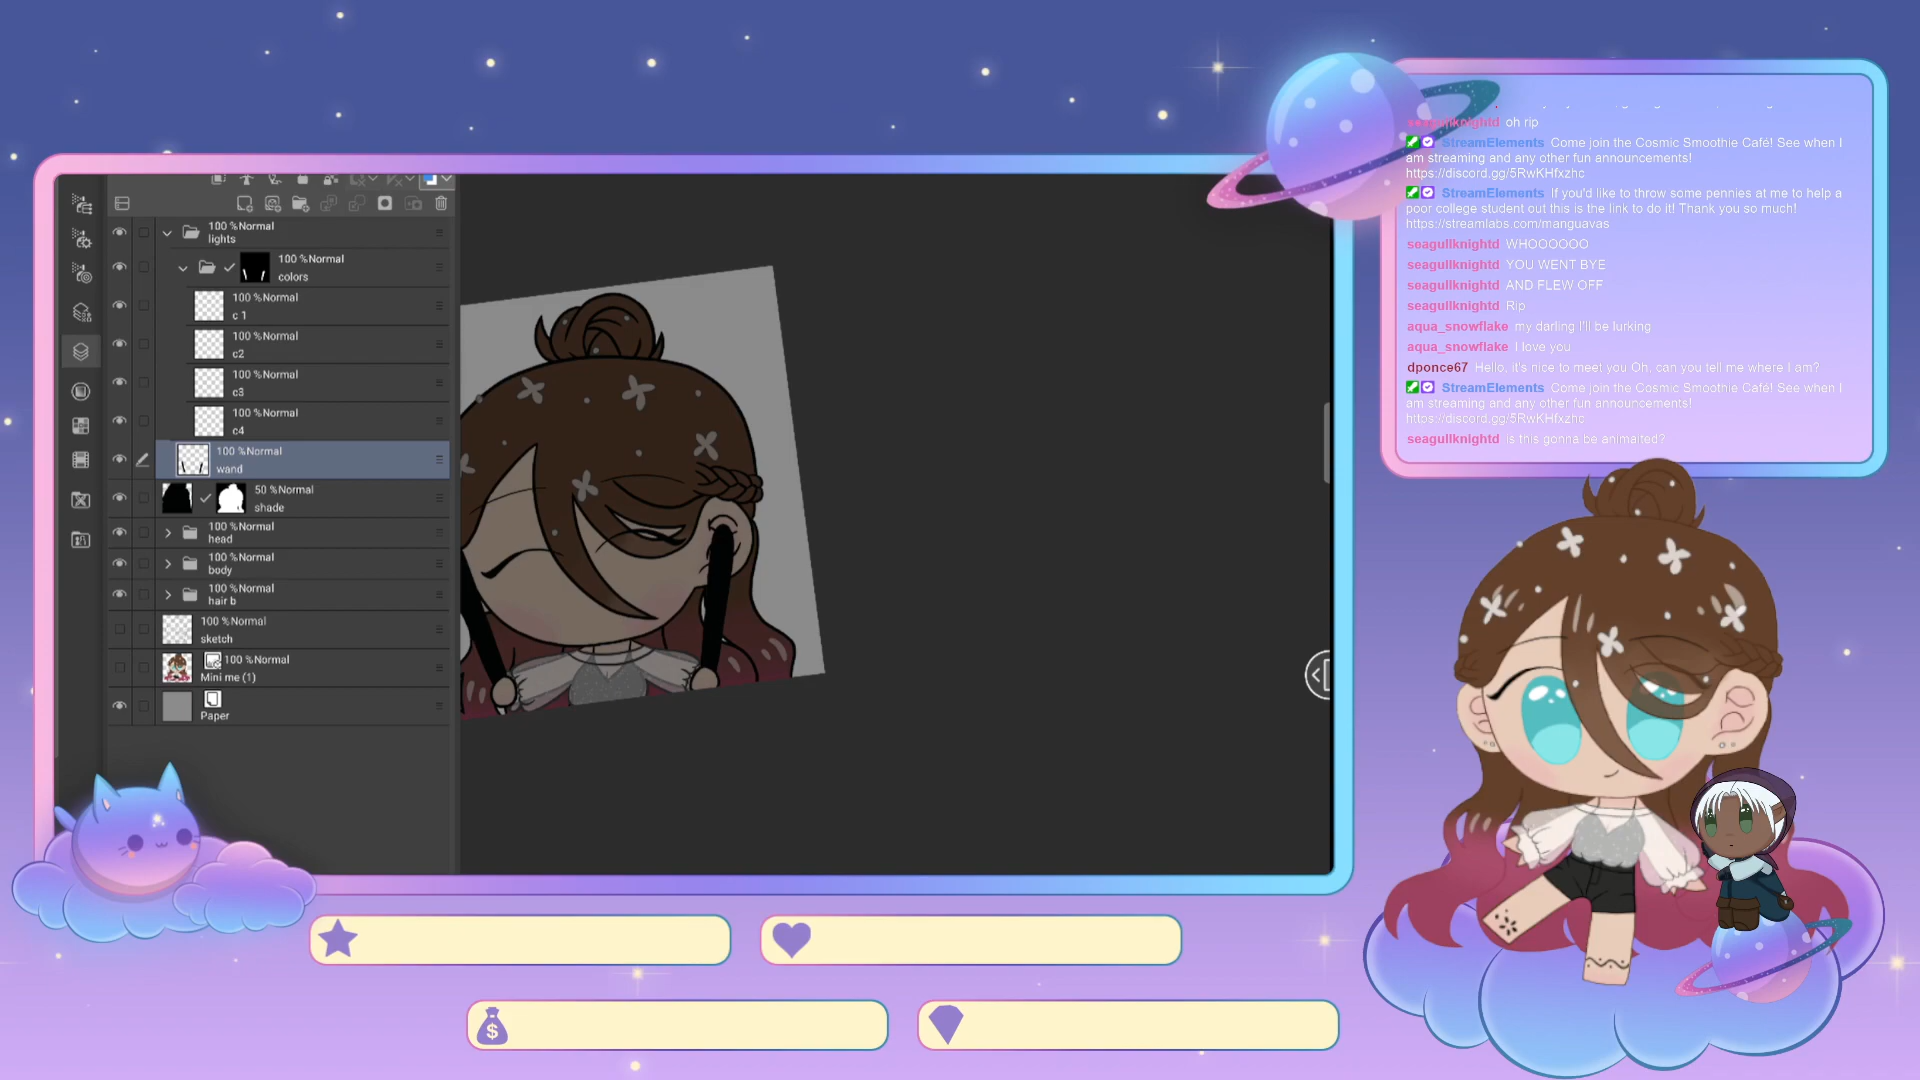 100 %Normal
lights
100 %Normal
colors
100 %Normal
c 1
100 %Normal
c2
100 %Normal
c3
100 %Normal
c4
100 %Normal
wand
50 %Normal
shade
100 %Normal
head
100 %Normal
body
100 %Normal
hair b
100 %Normal
sketch
100 %Normal
Mini me (1)
Paper
seagullknightd oh rip
StreamElements Come join the Cosmic Smoothie Café! See when I
am streaming and any other fun announcements!
https://discord.gg/5RwKHfxzhc
StreamElements If you'd like to throw some pennies at me to help a
poor college student out this is the link to do it! Thank you so much!
https://streamlabs.com/manguavas
seagullknightd WHOOOOOO
seagullknightd YOU WENT BYE
seagullknightd AND FLEW OFF
seagullknightd Rip
aqua_snowflake my darling I'll be lurking
aqua_snowflake I love you
dponce67 Hello, it's nice to meet you Oh, can you tell me where I am?
StreamElements Come join the Cosmic Smoothie Café! See when I
am streaming and any other fun announcements!
https://discord.gg/5RwKHfxzhc
seagullknightd is this gonna be animaited?